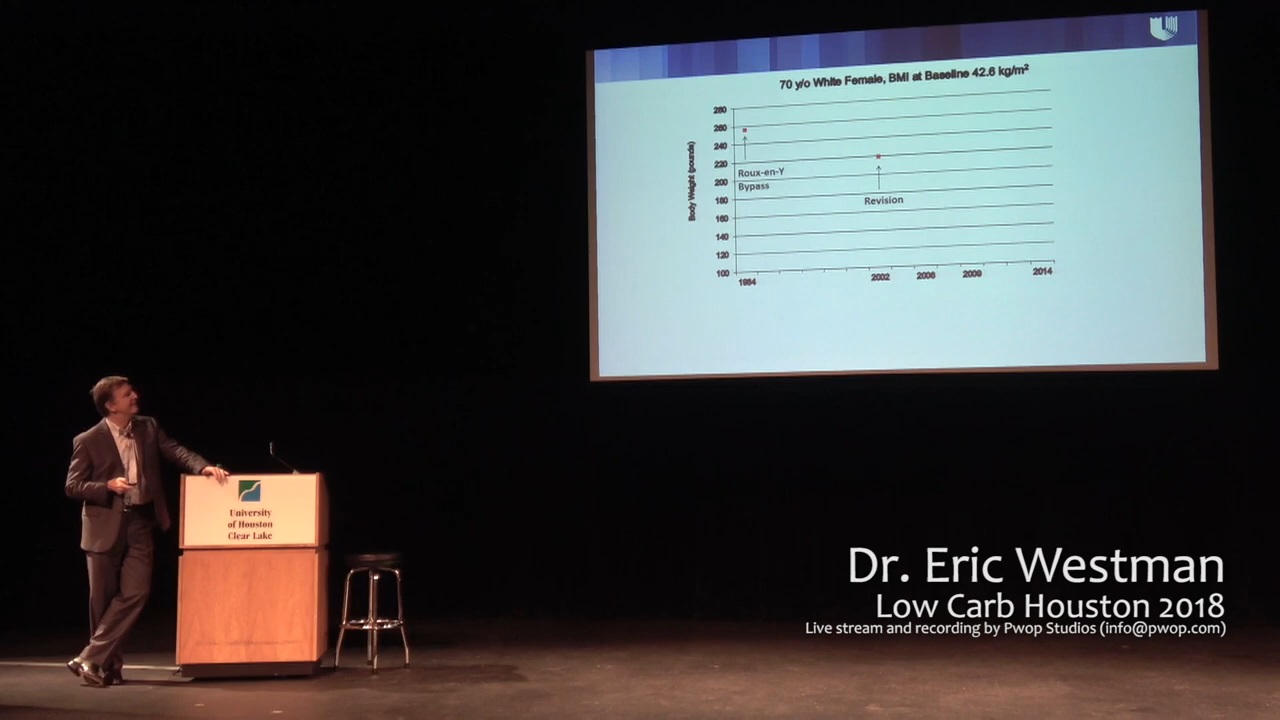 70 y/o White Female, BMI at Baseline 42.6 kg/m²
Body Weight (pounds)
280
260
240
220
200
180
160
140
120
100
Roux-en-Y
Bypass
Revision
1984
2002
2006
2009
2014
University
of Houston
Clear Lake
Dr. Eric Westman
Low Carb Houston 2018
Live stream and recording by Pwop Studios (info@pwop.com)